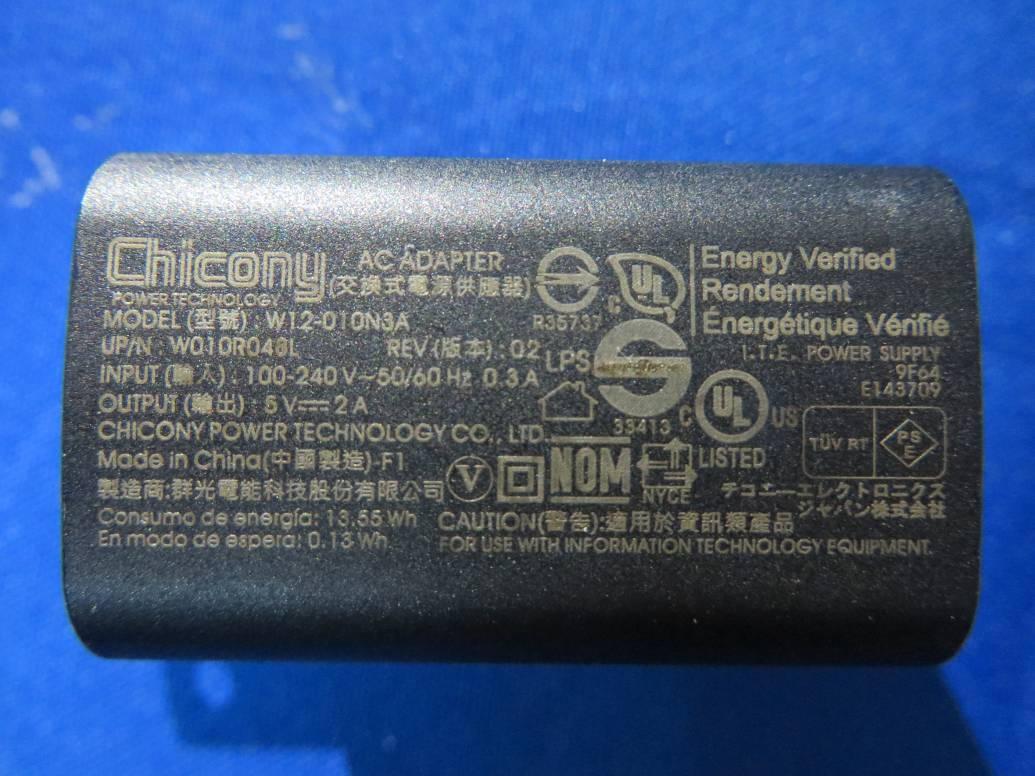 Chicony
POWER TECHNOLOGY
AC ADAPTER
(交換式電源供應器)
MODEL (型號) : W12-010N3A
UP/N : W010R048L REV (版本) : 02
INPUT (輸入) : 100-240 V~50/60 Hz 0.3 A
OUTPUT (輸出) : 5 V⎓2 A
CHICONY POWER TECHNOLOGY CO., LTD.
Made in China(中國製造)-F1
製造商:群光電能科技股份有限公司
Consumo de energía: 13.55 Wh
En modo de espera: 0.13 Wh
R35737
C UL
Energy Verified
Rendement
Énergétique Vérifié
I.T.E. POWER SUPPLY
9F64
E143709
LPS
33413
C UL US
LISTED
V
NOM
NYCE
TÜV RT
PS
E
テコニーエレクトロニクス
ジャパン株式会社
CAUTION(警告):適用於資訊類產品
FOR USE WITH INFORMATION TECHNOLOGY EQUIPMENT.